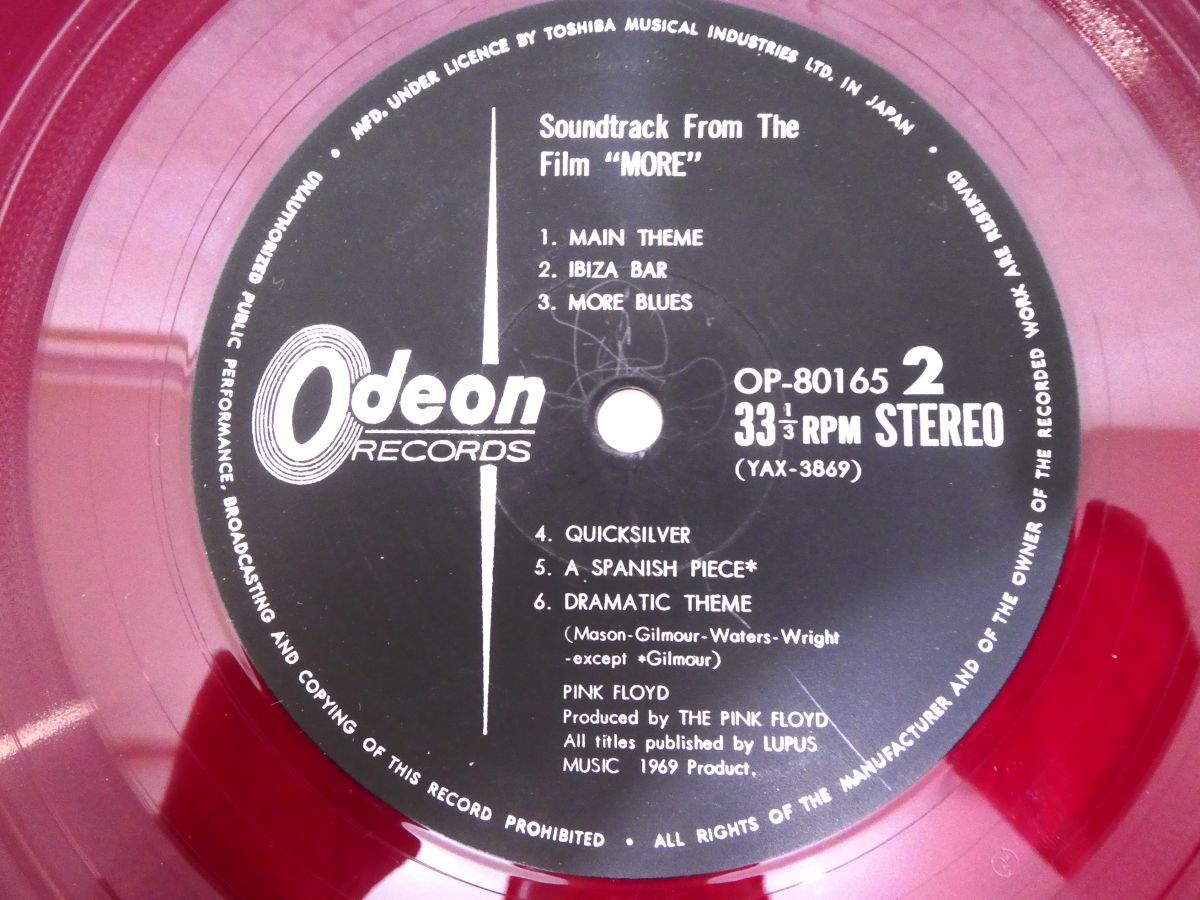 MFD. UNDER LICENCE BY TOSHIBA MUSICAL INDUSTRIES LTD. IN JAPAN •
ALL RIGHTS OF THE MANUFACTURER AND OF THE OWNER OF THE RECORDED WORK ARE RESERVED •
UNAUTHORIZED PUBLIC PERFORMANCE, BROADCASTING AND COPYING OF THIS RECORD PROHIBITED •
Soundtrack From The
Film “MORE”
1. MAIN THEME
2. IBIZA BAR
3. MORE BLUES
Odeon
RECORDS
OP-80165 2
33 1/3 RPM STEREO
(YAX-3869)
4. QUICKSILVER
5. A SPANISH PIECE*
6. DRAMATIC THEME
(Mason-Gilmour-Waters-Wright
-except *Gilmour)
PINK FLOYD
Produced by THE PINK FLOYD
All titles published by LUPUS
MUSIC 1969 Product.